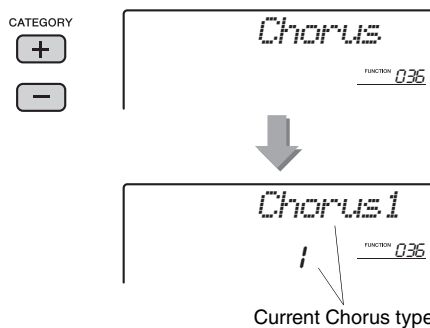 CATEGORY
+
Chorus
FUNCTION 036
−
Chorus1
1
FUNCTION 036
Current Chorus type